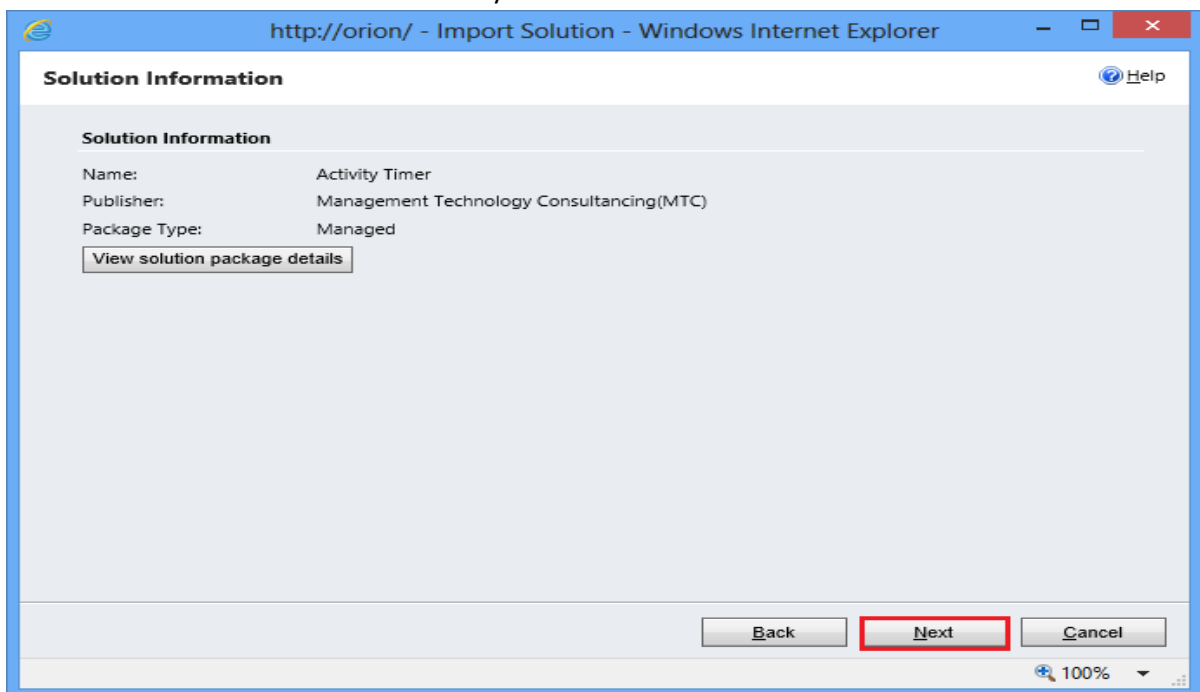 http://orion/ - Import Solution - Windows Internet Explorer
Solution Information
Help
Solution Information
Name: Activity Timer
Publisher: Management Technology Consultancing(MTC)
Package Type: Managed
View solution package details
Back Next Cancel
100%